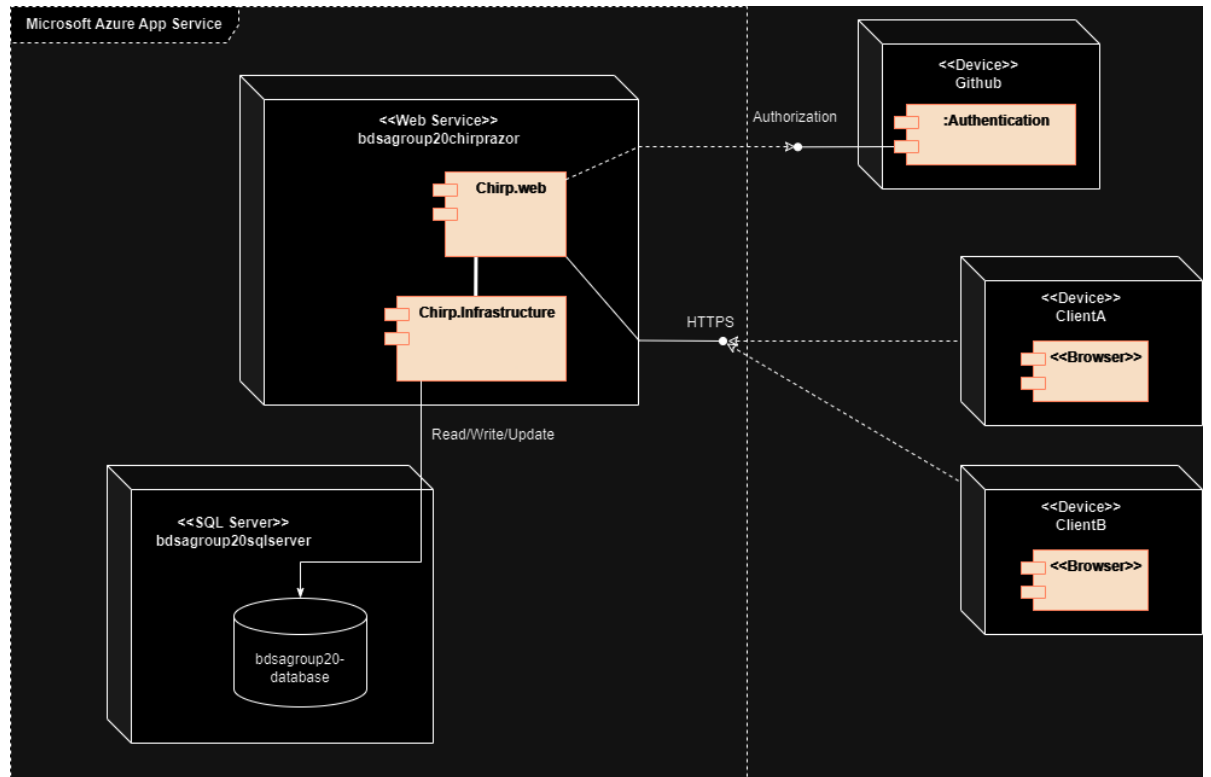 Microsoft Azure App Service
<<Web Service>>
bdsagroup20chirprazor
Chirp.web
Chirp.Infrastructure
Read/Write/Update
<<SQL Server>>
bdsagroup20sqlserver
bdsagroup20-
database
Authorization
<<Device>>
Github
:Authentication
HTTPS
<<Device>>
ClientA
<<Browser>>
<<Device>>
ClientB
<<Browser>>